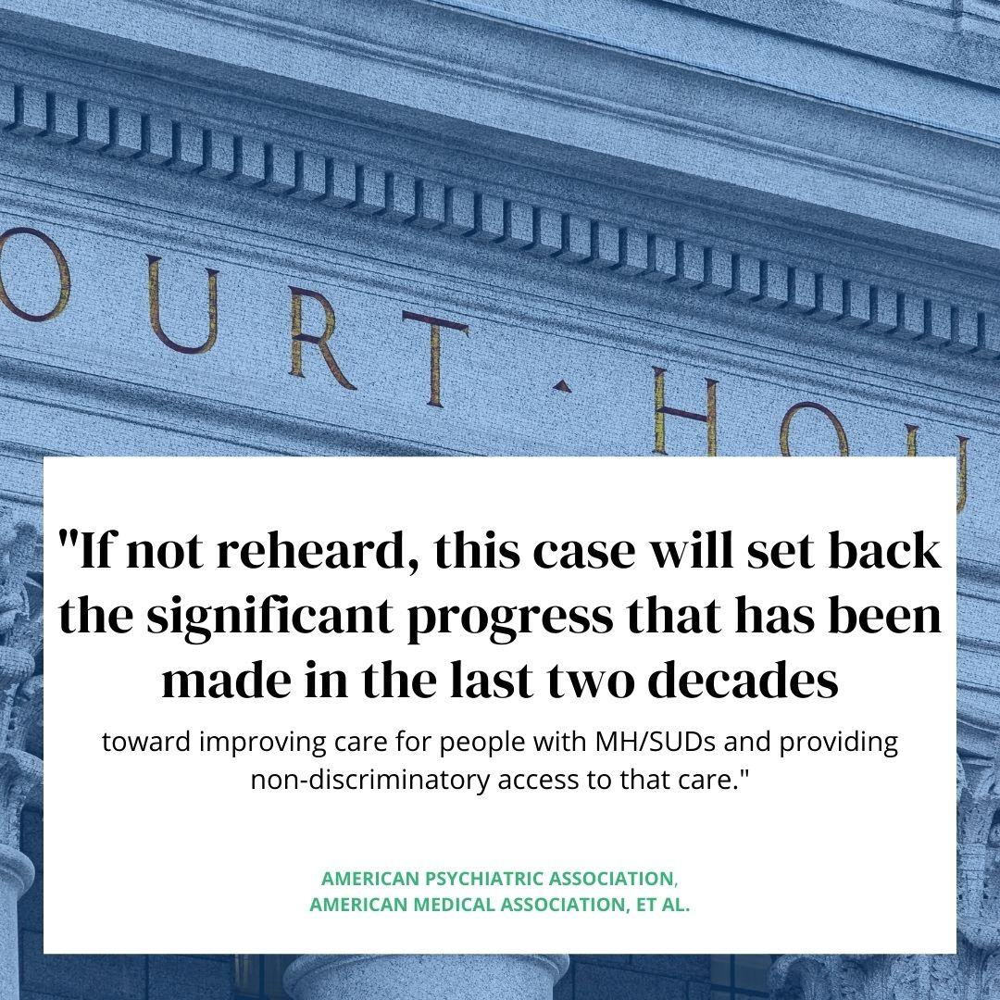 OURT · HOU
"If not reheard, this case will set back
the significant progress that has been
made in the last two decades
toward improving care for people with MH/SUDs and providing
non-discriminatory access to that care."
AMERICAN PSYCHIATRIC ASSOCIATION,
AMERICAN MEDICAL ASSOCIATION, ET AL.